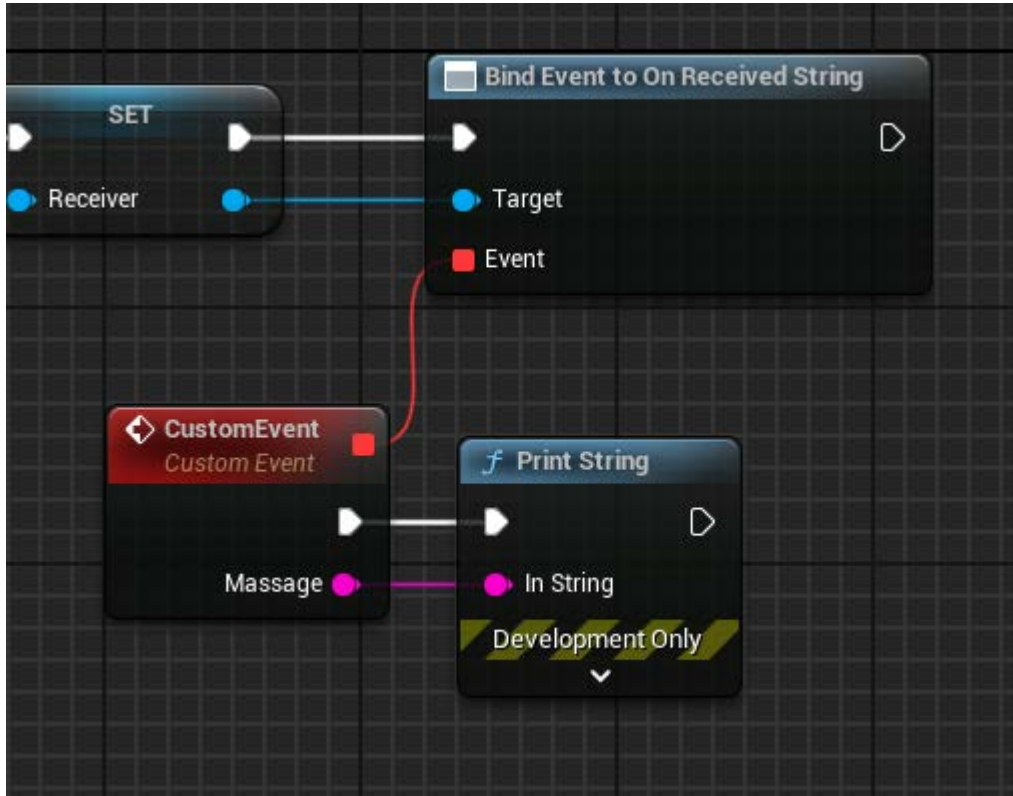 Bind Event to On Received String
SET
Receiver
Target
Event
CustomEvent
Custom Event
Massage
f Print String
In String
Development Only